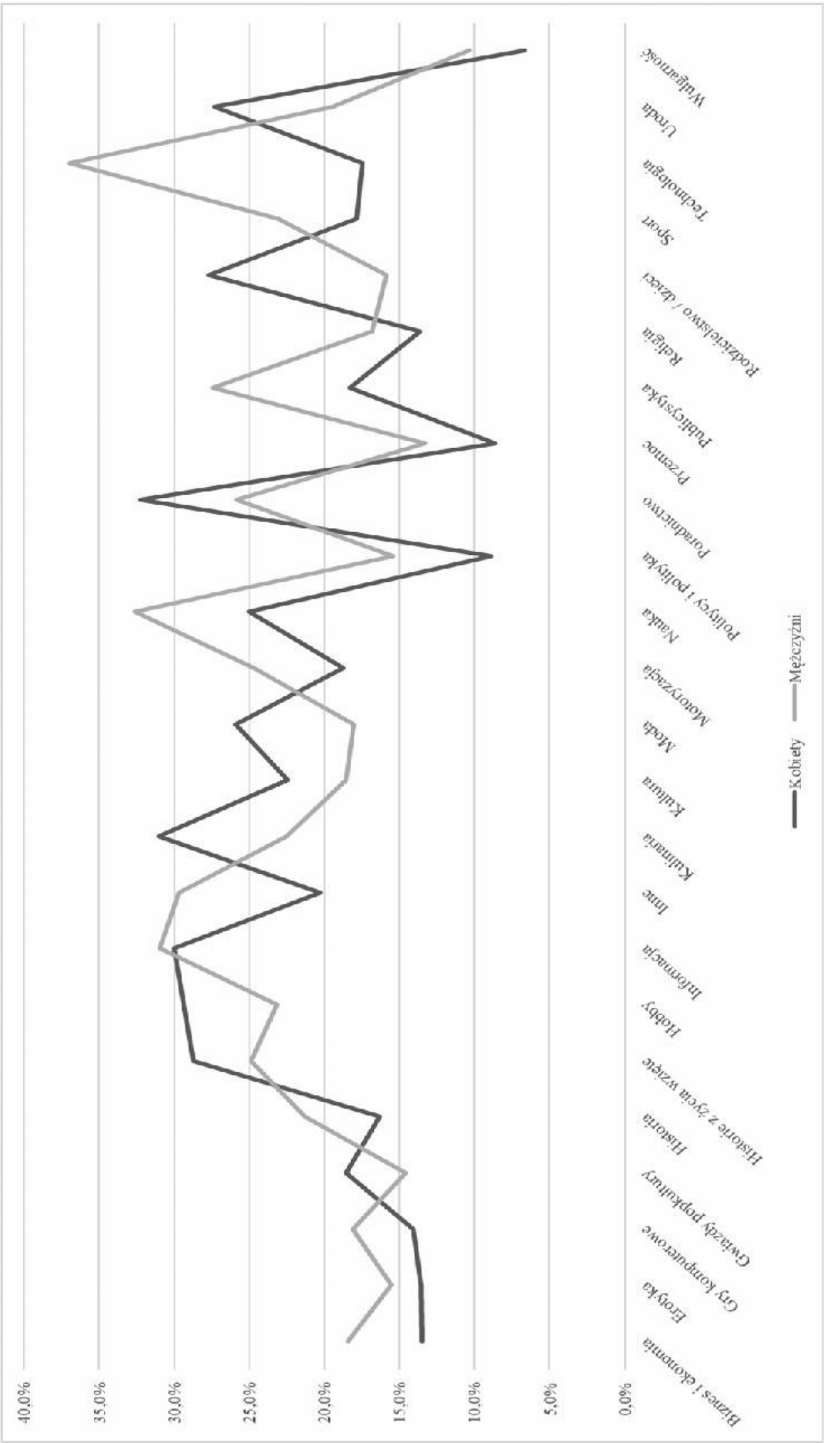 40.0%
35.0%
30.0%
25.0%
20.0%
15.0%
10.0%
5.0%
0.0%
Biznes i ekonomia
Erotyka
Gry komputerowe
Gwiazdy popkultury
Historia
Historie z życia wzięte
Hobby
Informacja
Inne
Kulinaria
Kultura
Moda
Motoryzacja
Nauka
Politycy i polityka
Poradnictwo
Przemoc
Publicystyka
Religia
Rodzicielstwo / dzieci
Sport
Technologia
Uroda
Wulgarność
Kobiety Mężczyźni